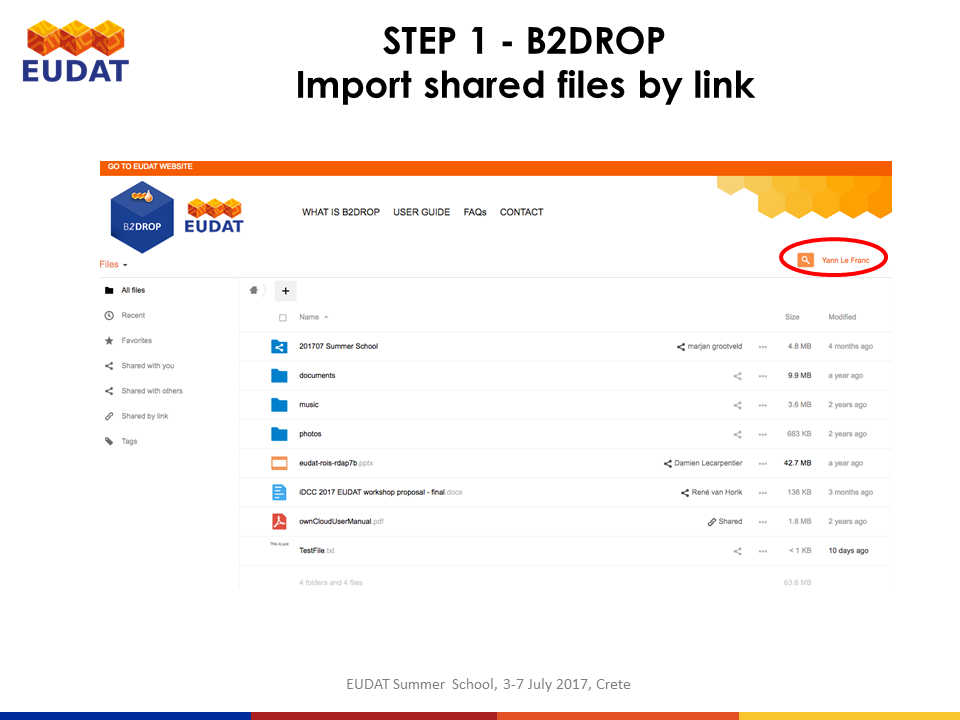 EUDAT
STEP 1 - B2DROP
Import shared files by link
GO TO EUDAT WEBSITE
B2DROP
EUDAT
WHAT IS B2DROP USER GUIDE FAQs CONTACT
Files
Yann Le Franc
All files
+
Recent
Name Size Modified
Favorites
201707 Summer School marjan grootveld ... 4.8 MB 4 months ago
Shared with you
documents ... 9.9 MB a year ago
Shared with others
music ... 3.6 MB 2 years ago
Shared by link
photos ... 663 KB 2 years ago
Tags
eudat-rois-rdap7b.pptx Damien Lecarpentier ... 42.7 MB a year ago
iDCC 2017 EUDAT workshop proposal - final.docx René van Horik ... 138 KB 3 months ago
ownCloudUserManual.pdf Shared ... 1.8 MB 2 years ago
This is just
TestFile.txt ... < 1 KB 10 days ago
4 folders and 4 files 63.6 MB
EUDAT Summer School, 3-7 July 2017, Crete